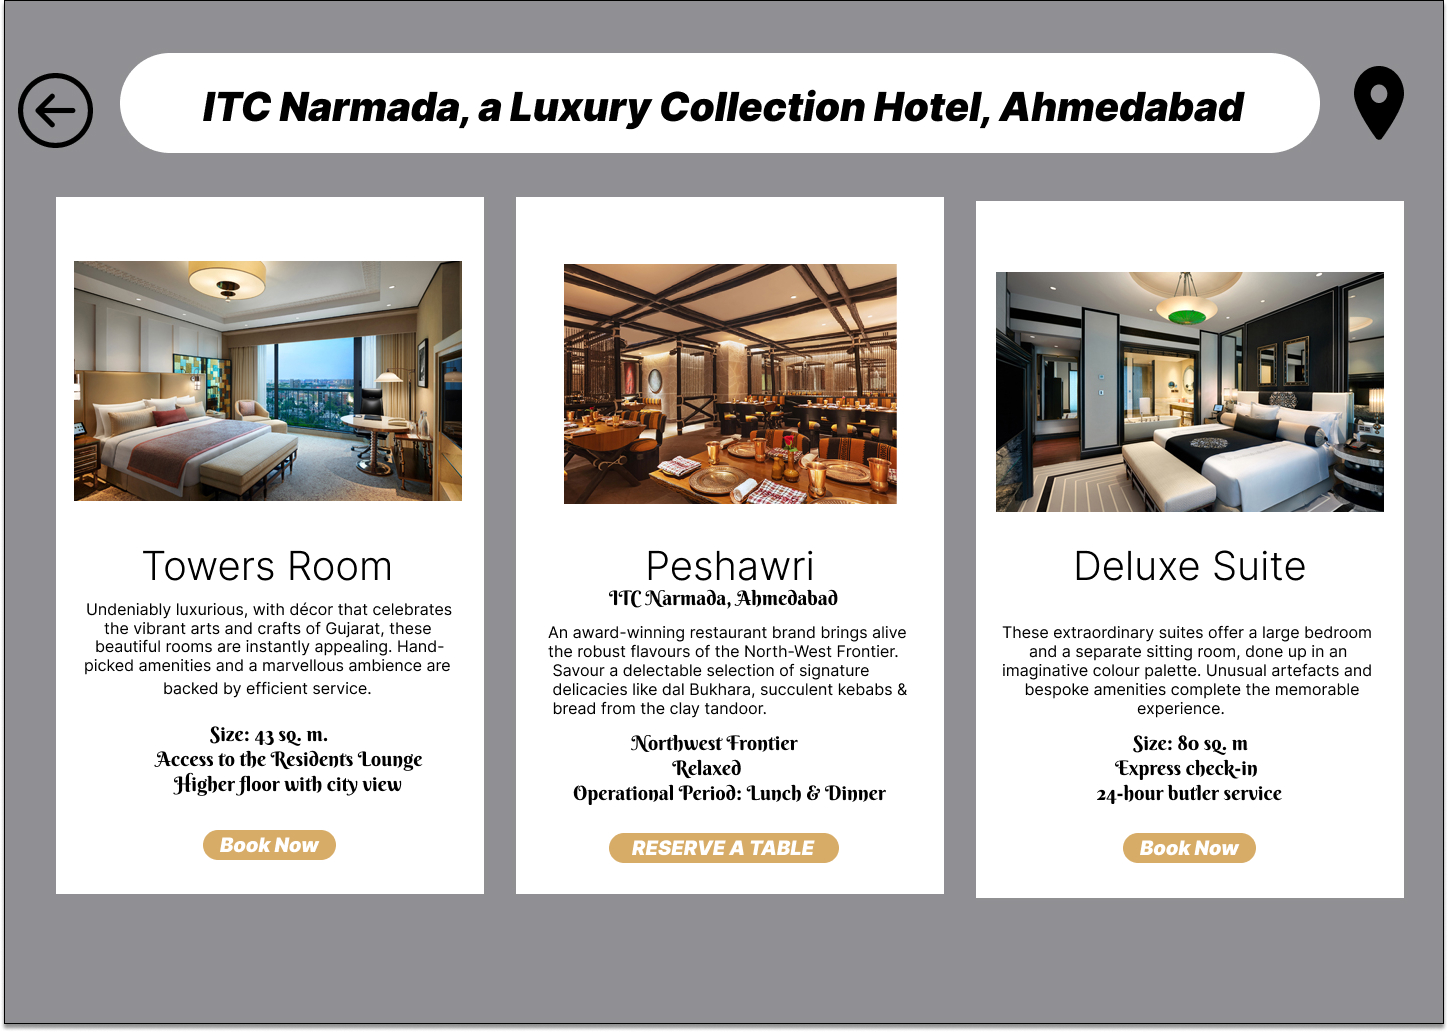 ITC Narmada, a Luxury Collection Hotel, Ahmedabad
Towers Room
Undeniably luxurious, with décor that celebrates
the vibrant arts and crafts of Gujarat, these
beautiful rooms are instantly appealing. Hand-
picked amenities and a marvellous ambience are
backed by efficient service.
Size: 43 sq. m.
Access to the Residents Lounge
Higher floor with city view
Book Now
Peshawri
ITC Narmada, Ahmedabad
An award-winning restaurant brand brings alive
the robust flavours of the North-West Frontier.
Savour a delectable selection of signature
delicacies like dal Bukhara, succulent kebabs &
bread from the clay tandoor.
Northwest Frontier
Relaxed
Operational Period: Lunch & Dinner
RESERVE A TABLE
Deluxe Suite
These extraordinary suites offer a large bedroom
and a separate sitting room, done up in an
imaginative colour palette. Unusual artefacts and
bespoke amenities complete the memorable
experience.
Size: 80 sq. m
Express check-in
24-hour butler service
Book Now